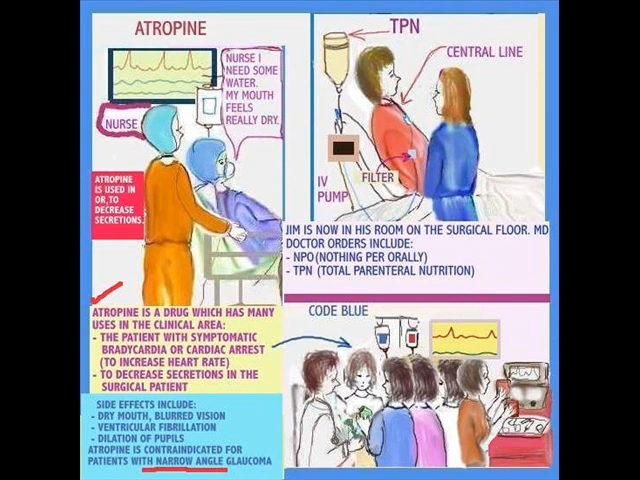 ATROPINE
NURSE I
NEED SOME
WATER.
MY MOUTH
FEELS
REALLY DRY.
NURSE
ATROPINE
IS USED IN
OR,TO
DECREASE
SECRETIONS.
ATROPINE IS A DRUG WHICH HAS MANY
USES IN THE CLINICAL AREA:
- THE PATIENT WITH SYMPTOMATIC
BRADYCARDIA OR CARDIAC ARREST
(TO INCREASE HEART RATE)
- TO DECREASE SECRETIONS IN THE
SURGICAL PATIENT
SIDE EFFECTS INCLUDE:
- DRY MOUTH, BLURRED VISION
- VENTRICULAR FIBRILLATION
- DILATION OF PUPILS
ATROPINE IS CONTRAINDICATED FOR
PATIENTS WITH NARROW ANGLE GLAUCOMA
TPN
CENTRAL LINE
IV
PUMP
FILTER
JIM IS NOW IN HIS ROOM ON THE SURGICAL FLOOR. MD
DOCTOR ORDERS INCLUDE:
- NPO (NOTHING PER ORALLY)
- TPN (TOTAL PARENTERAL NUTRITION)
CODE BLUE